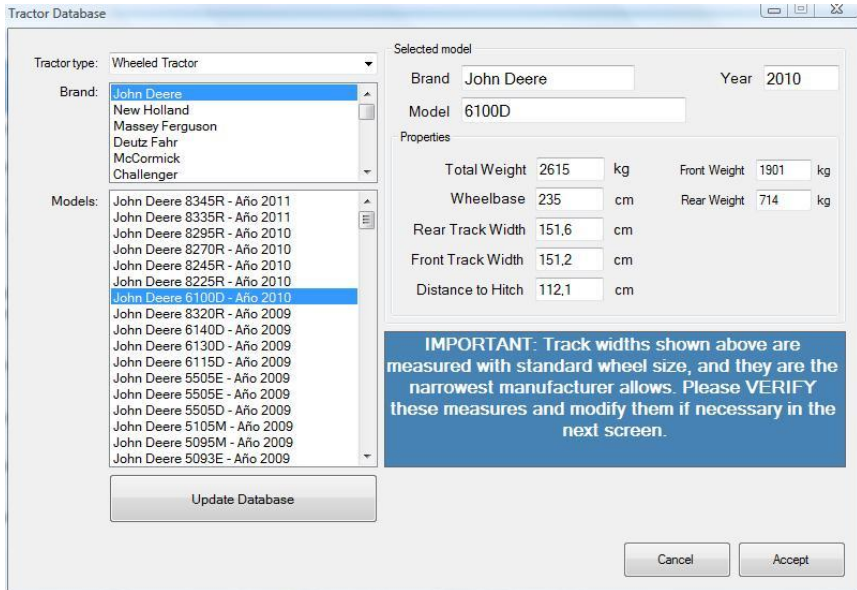 Tractor Database
Tractor type: Wheeled Tractor
Brand: John Deere
New Holland
Massey Ferguson
Deutz Fahr
McCormick
Challenger
Models: John Deere 8345R - Año 2011
John Deere 8335R - Año 2011
John Deere 8295R - Año 2010
John Deere 8270R - Año 2010
John Deere 8245R - Año 2010
John Deere 8225R - Año 2010
John Deere 6100D - Año 2010
John Deere 8320R - Año 2009
John Deere 6140D - Año 2009
John Deere 6130D - Año 2009
John Deere 6115D - Año 2009
John Deere 5505E - Año 2009
John Deere 5505E - Año 2009
John Deere 5505D - Año 2009
John Deere 5105M - Año 2009
John Deere 5095M - Año 2009
John Deere 5093E - Año 2009
Update Database
Selected model
Brand John Deere Year 2010
Model 6100D
Properties
Total Weight 2615 kg Front Weight 1901 kg
Wheelbase 235 cm Rear Weight 714 kg
Rear Track Width 151,6 cm
Front Track Width 151,2 cm
Distance to Hitch 112,1 cm
IMPORTANT: Track widths shown above are
measured with standard wheel size, and they are the
narrowest manufacturer allows. Please VERIFY
these measures and modify them if necessary in the
next screen.
Cancel Accept